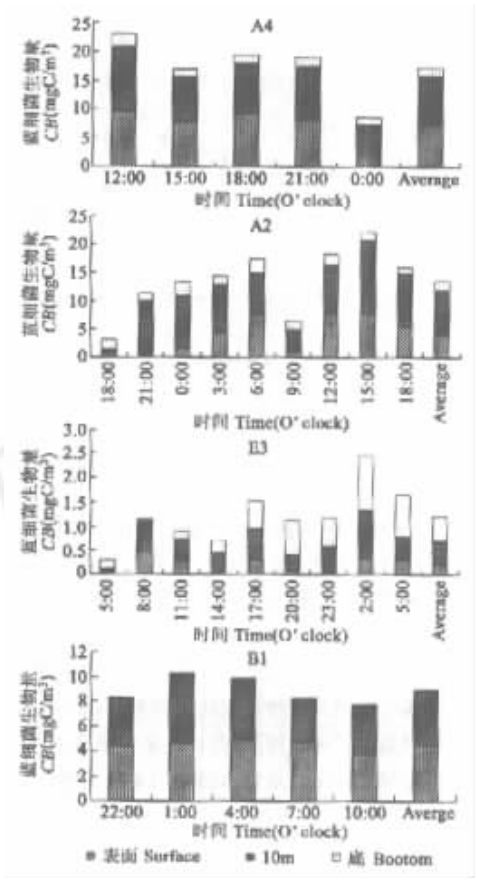 A4
25
20
15
10
5
0
蓝细菌生物量
CB(mgC/m³)
12:00 15:00 18:00 21:00 0:00 Average
时间 Time(O' clock)
A2
25
20
15
10
5
0
蓝细菌生物量
CB(mgC/m³)
18:00 21:00 0:00 3:00 6:00 9:00 12:00 15:00 18:00 Average
时间 Time(O' clock)
E3
3.0
2.5
2.0
1.5
1.0
0.5
0
蓝细菌生物量
CB(mgC/m³)
5:00 8:00 11:00 14:00 17:00 20:00 23:00 2:00 5:00 Average
时间 Time(O' clock)
B1
12
10
8
6
4
2
0
蓝细菌生物量
CB(mgC/m³)
22:00 1:00 4:00 7:00 10:00 Averge
时间 Time(O' clock)
表面 Surface 10m 底 Bootom